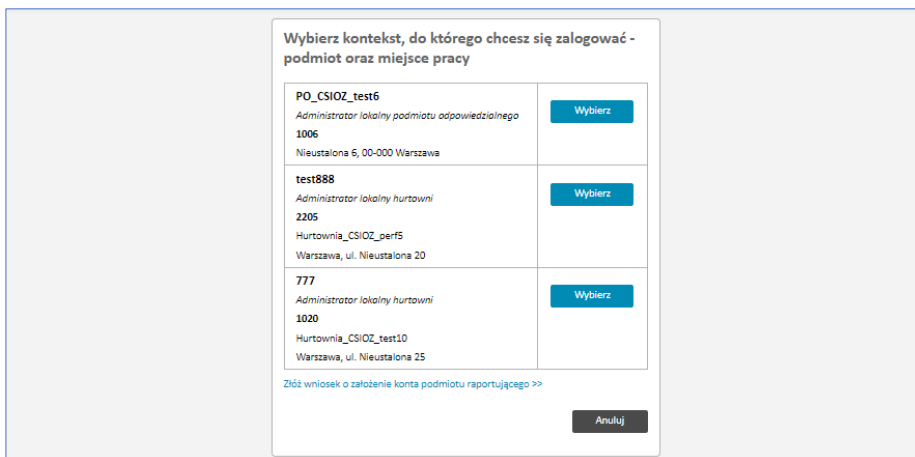 Wybierz kontekst, do którego chcesz się zalogować -
podmiot oraz miejsce pracy
PO_CSIOZ_test6
Administrator lokalny podmiotu odpowiedzialnego
1006
Nieustalona 6, 00-000 Warszawa
Wybierz
test888
Administrator lokalny hurtowni
2205
Hurtownia_CSIOZ_perf5
Warszawa, ul. Nieustalona 20
Wybierz
777
Administrator lokalny hurtowni
1020
Hurtownia_CSIOZ_test10
Warszawa, ul. Nieustalona 25
Wybierz
Złóż wniosek o założenie konta podmiotu raportującego >>
Anuluj